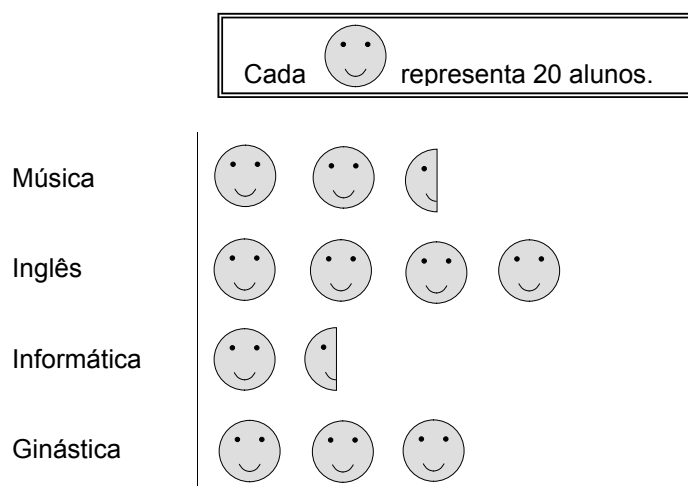 Cada representa 20 alunos.
Música
Inglês
Informática
Ginástica